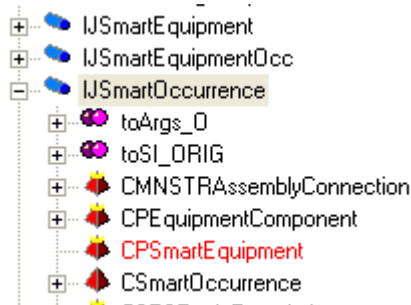 IJSmartEquipment
IJSmartEquipmentOcc
IJSmartOccurrence
toArgs_O
toSI_ORIG
CMNSTRAssemblyConnection
CPEquipmentComponent
CPSmartEquipment
CSmartOccurrence